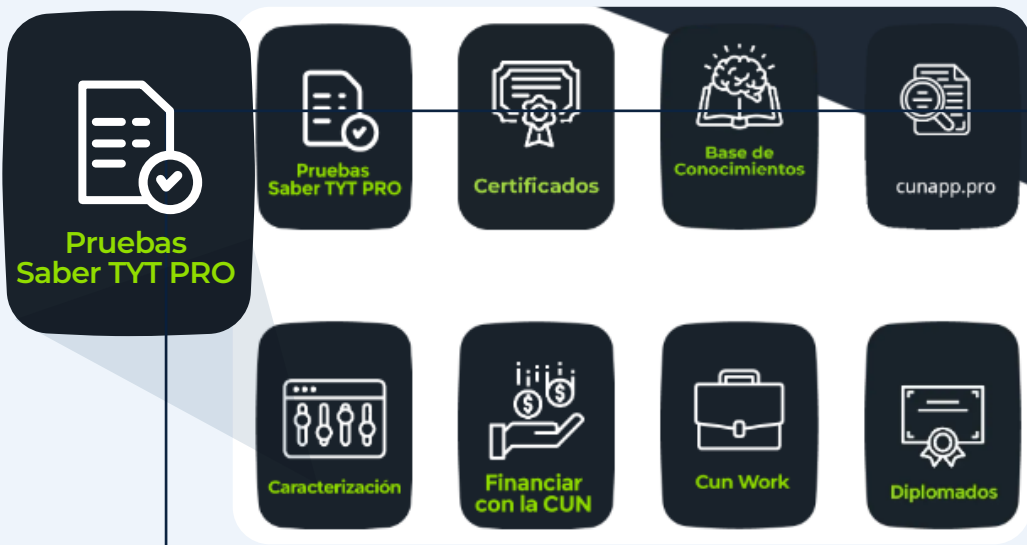 Pruebas
Saber TYT PRO
Pruebas
Saber TYT PRO
Certificados
Base de
Conocimientos
cunapp.pro
Caracterización
Financiar
con la CUN
Cun Work
Diplomados